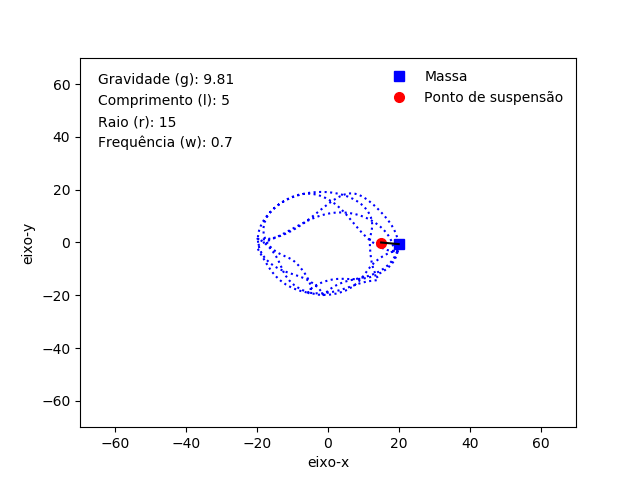 Gravidade (g): 9.81
Comprimento (l): 5
Raio (r): 15
Frequência (w): 0.7
Massa
Ponto de suspensão
60
40
20
0
−20
−40
−60
eixo-y
−60 −40 −20 0 20 40 60
eixo-x